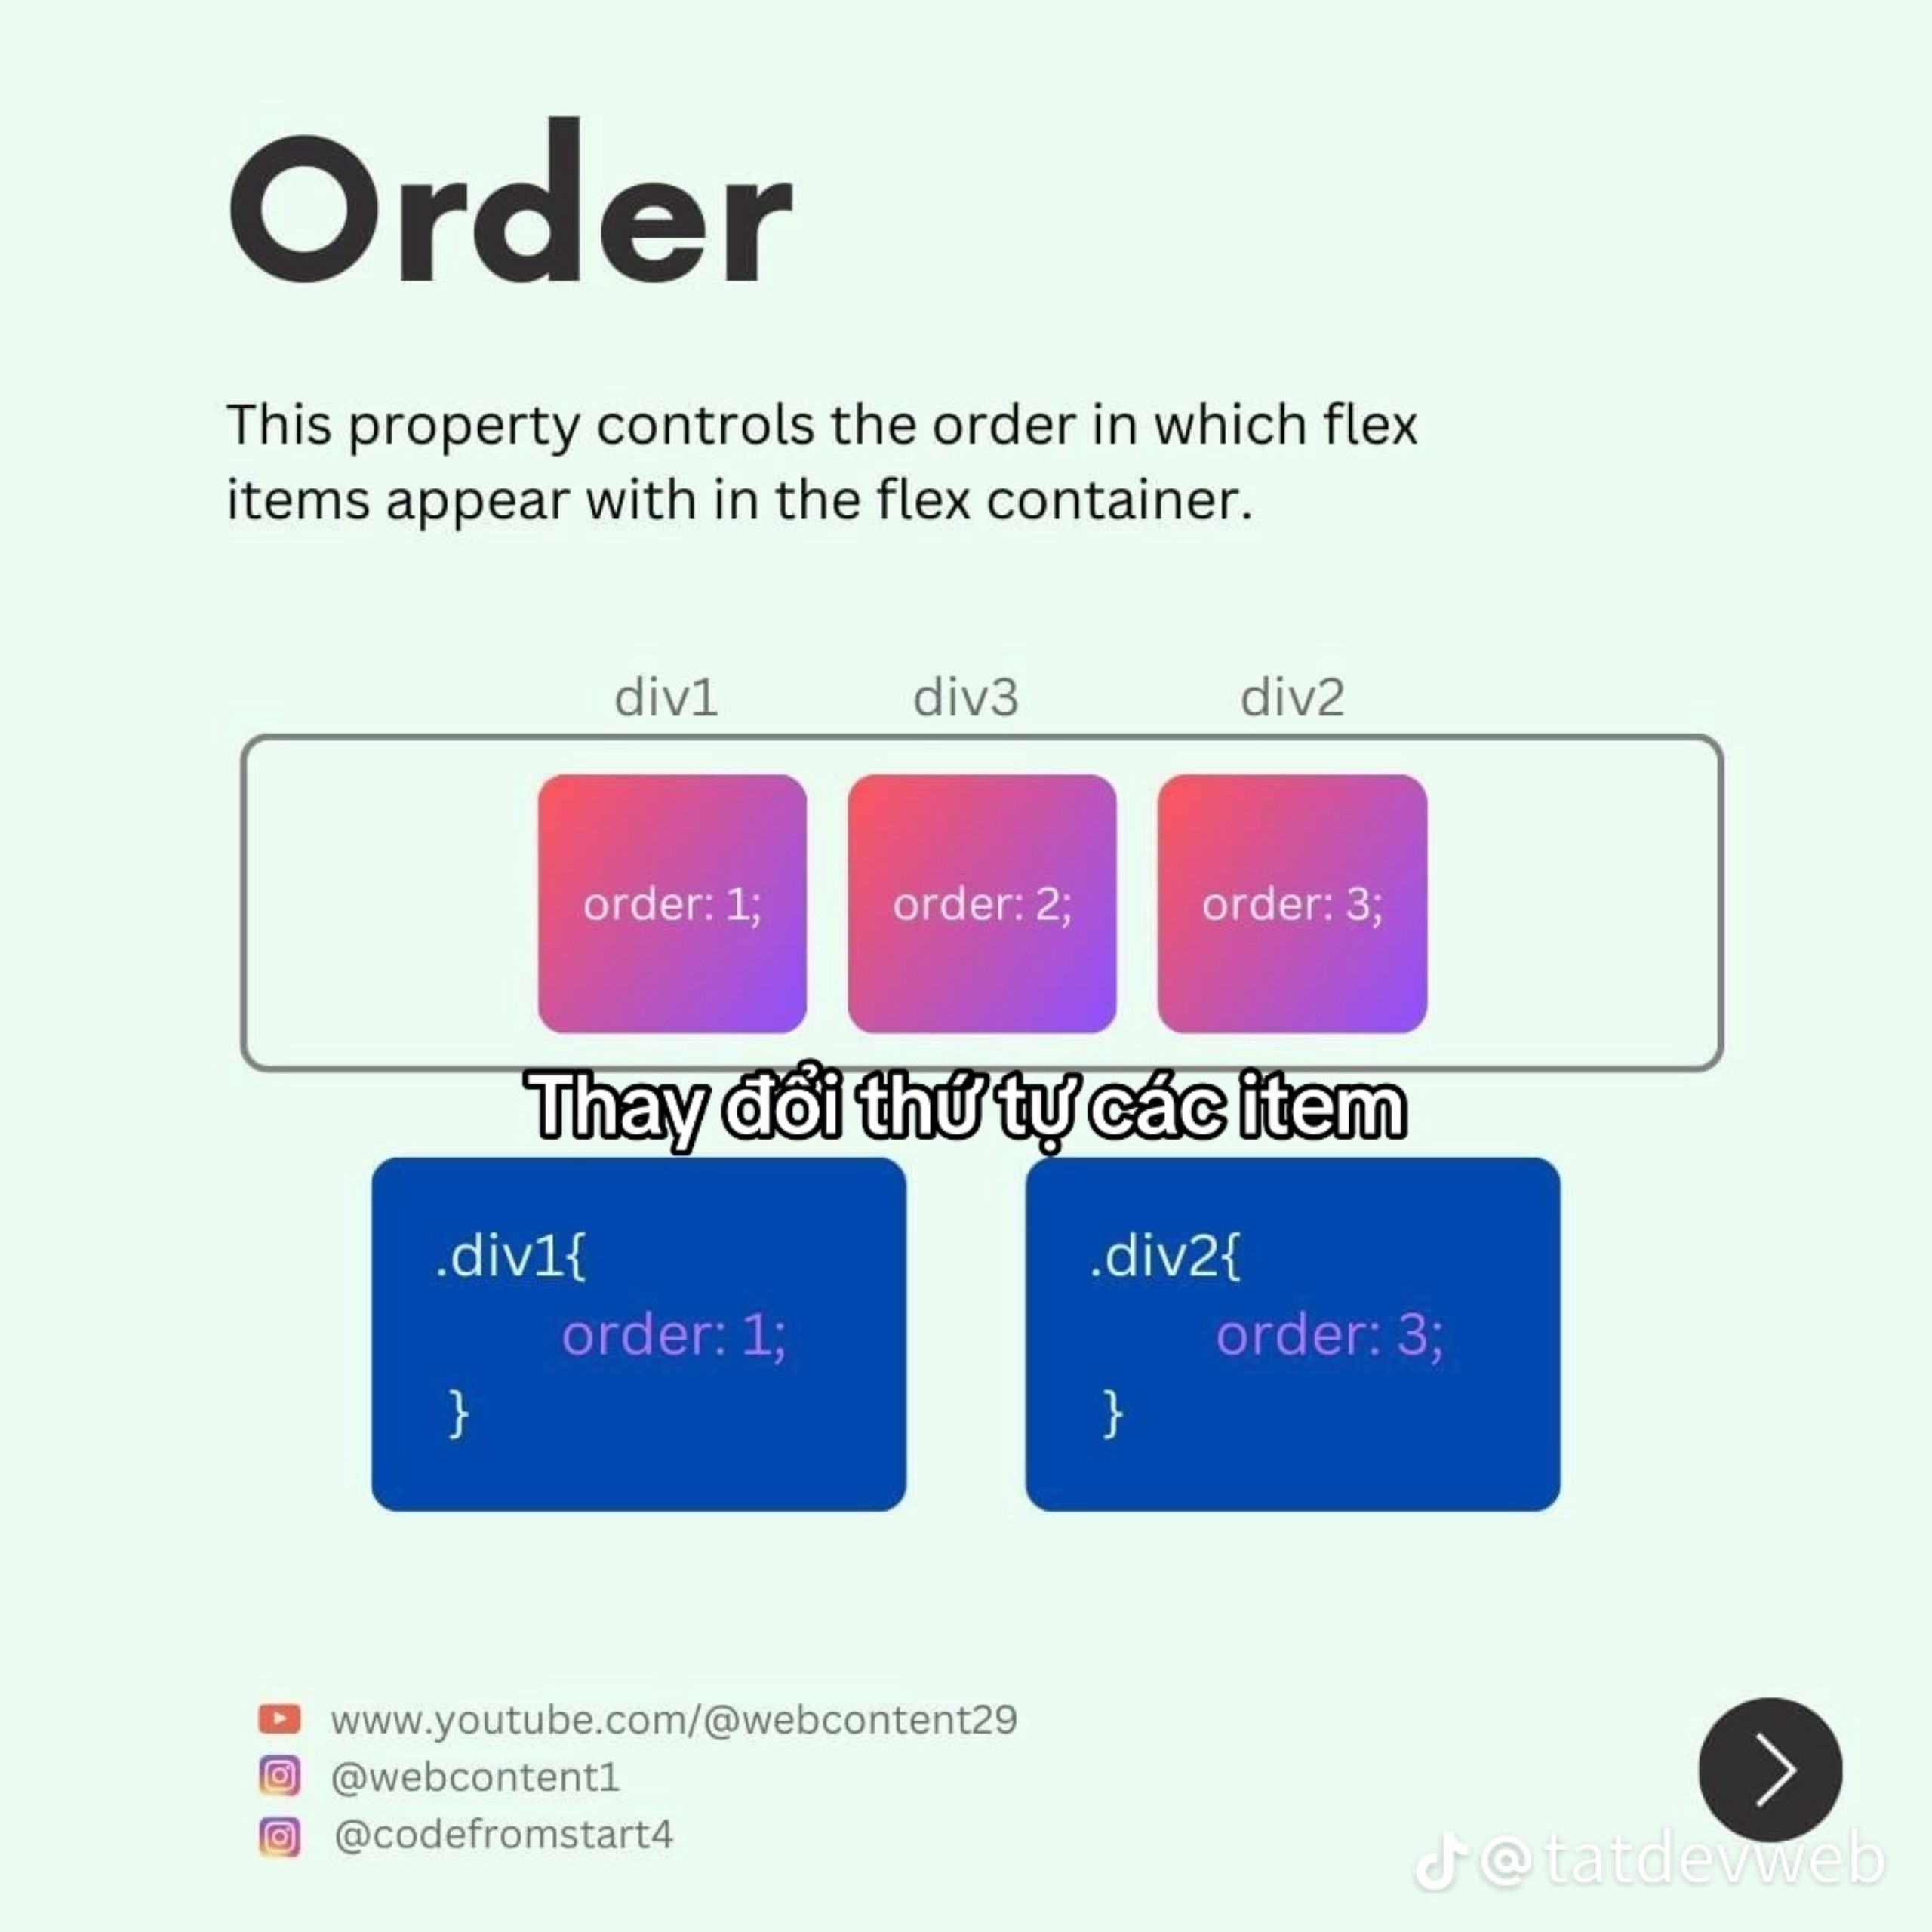 Order
This property controls the order in which flex
items appear with in the flex container.
div1 div3 div2
order: 1; order: 2; order: 3;
Thay đổi thứ tự các item
.div1{
order: 1;
}
.div2{
order: 3;
}
www.youtube.com/@webcontent29
@webcontent1
@codefromstart4
@tatdevweb